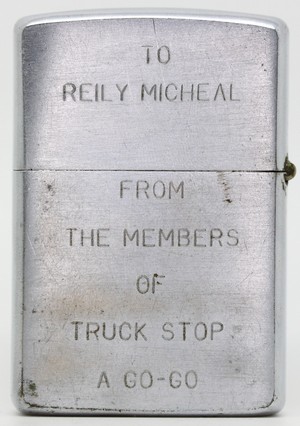 TO
REILY MICHEAL
FROM
THE MEMBERS
OF
TRUCK STOP
A GO-GO